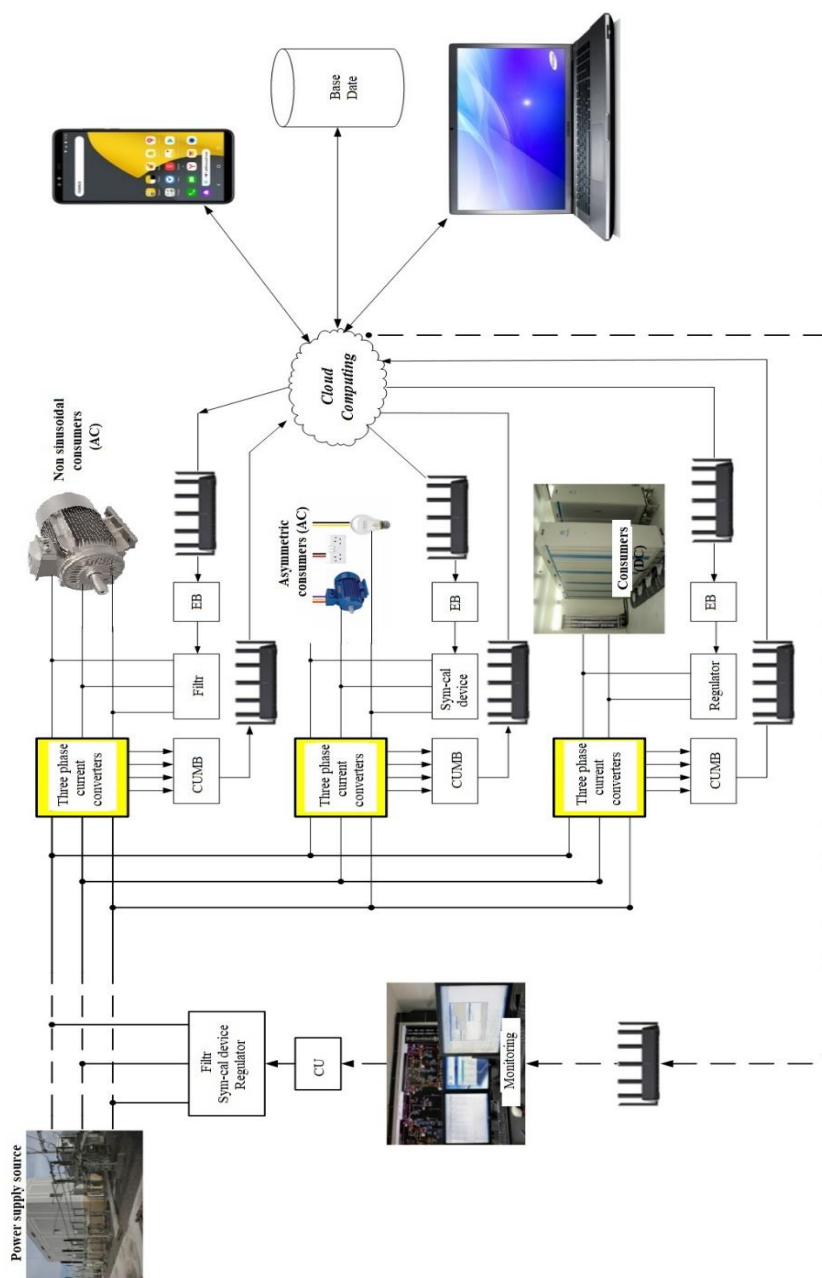 Power supply source
Non sinusoidal
consumers
(AC)
Three phase
current
converters
CUMB
Filtr
EB
Filtr
Sym-cal device
Regulator
CU
Asymmetric
consumers (AC)
Three phase
current
converters
CUMB
Sym-cal
device
EB
Cloud
Computing
Base
Date
Monitoring
Consumers
(DC)
Three phase
current
converters
CUMB
Regulator
EB